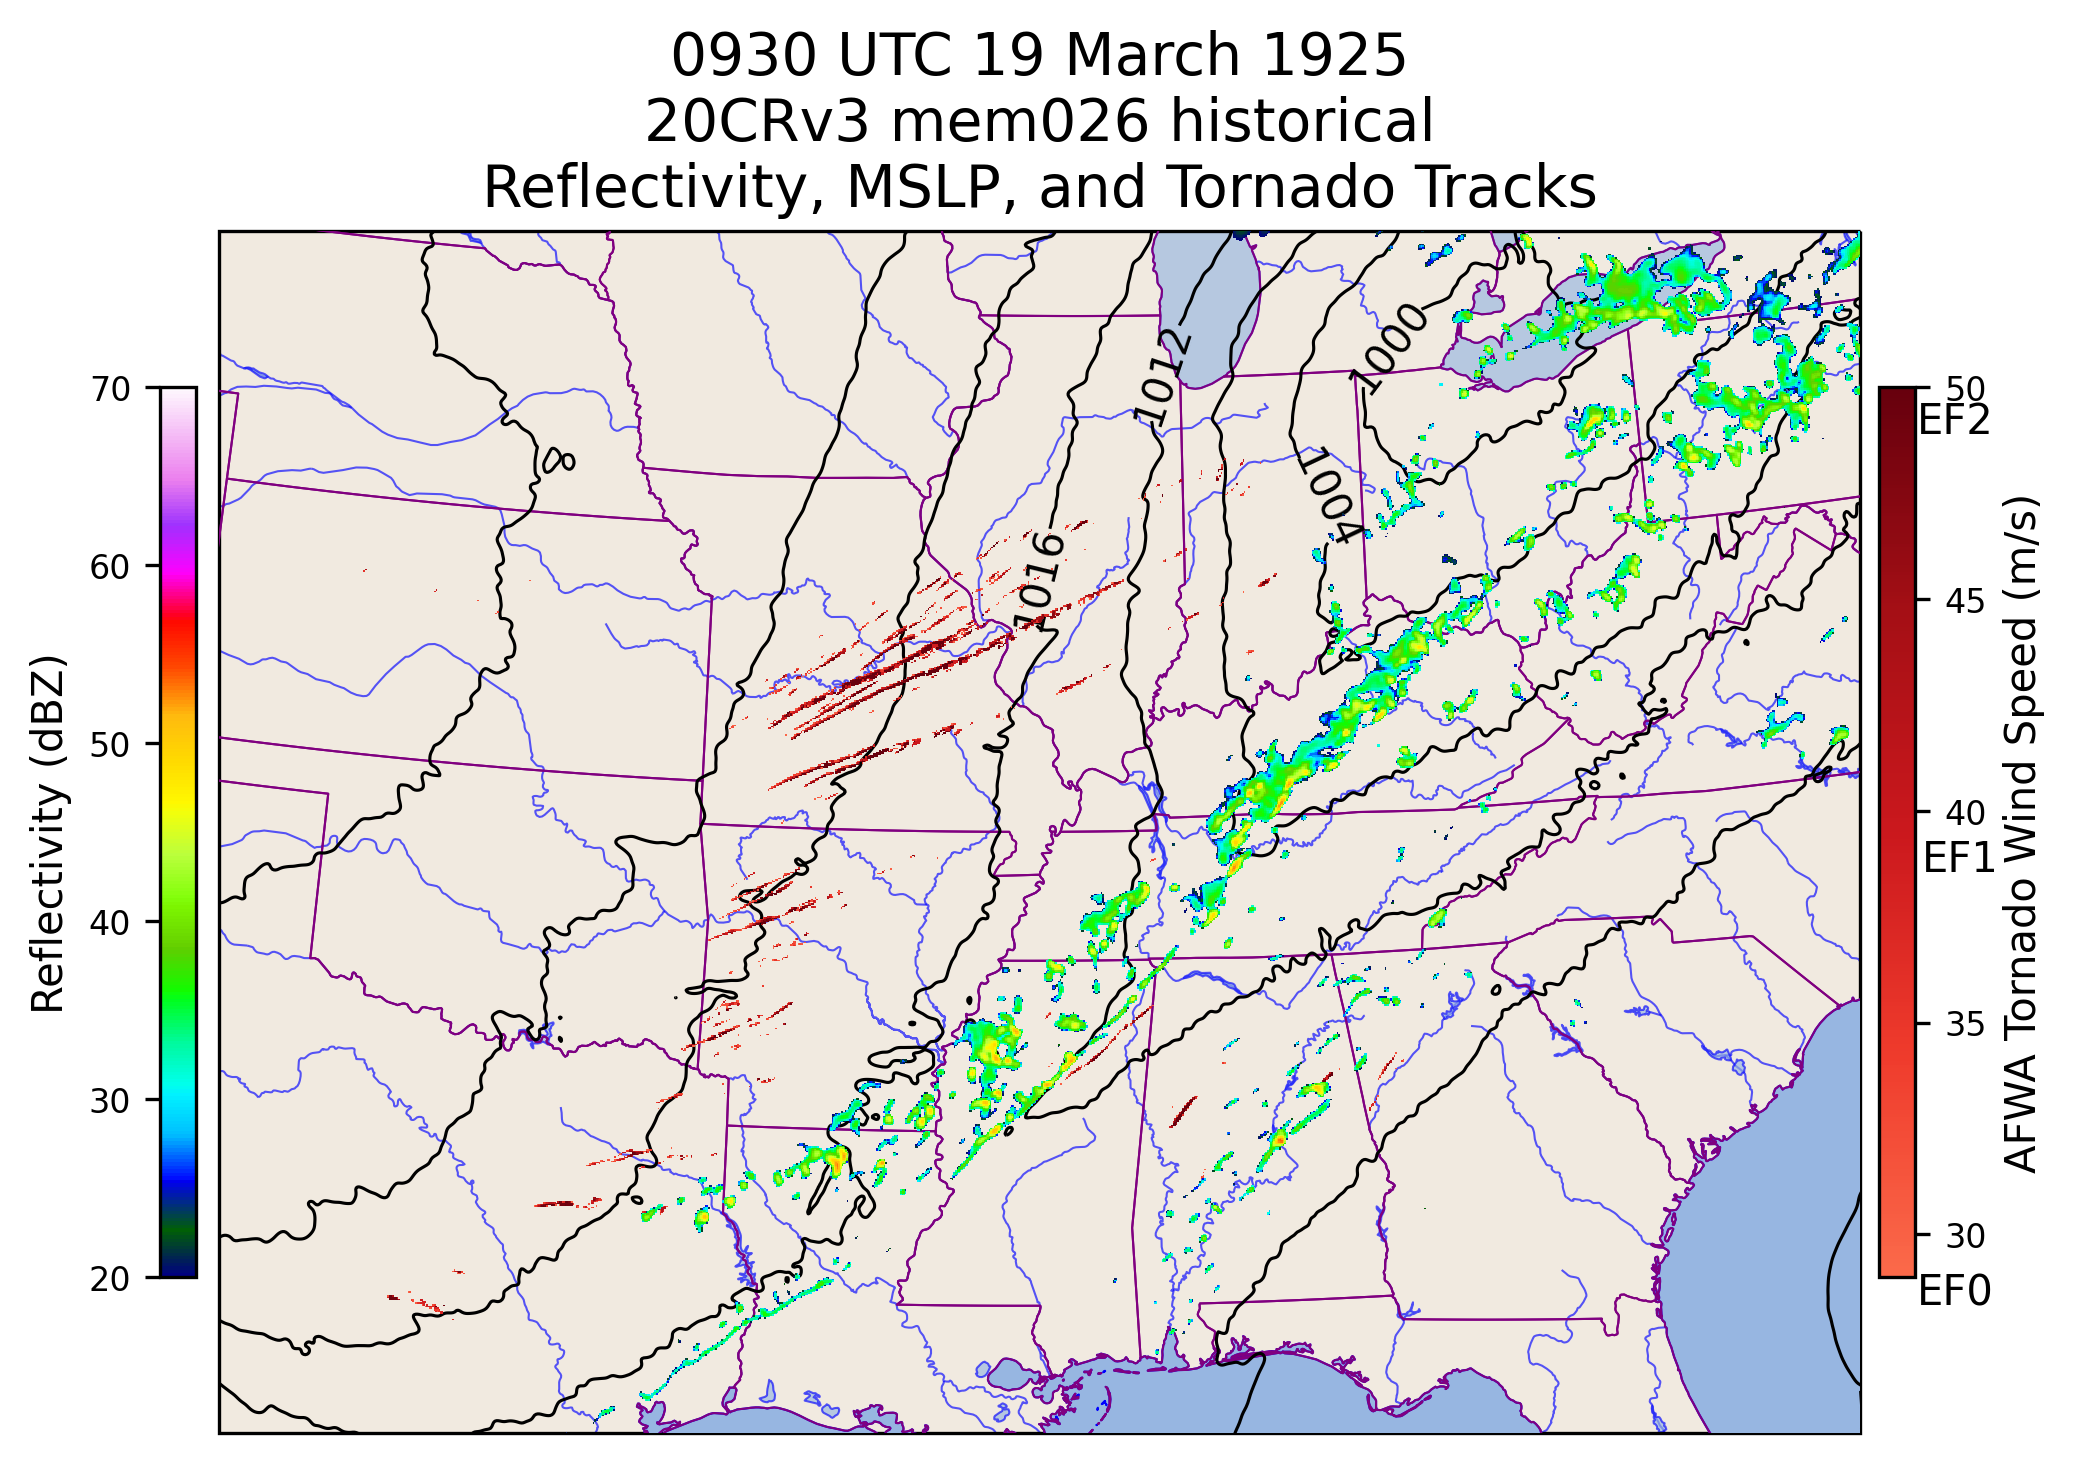 0930 UTC 19 March 1925
20CRv3 mem026 historical
Reflectivity, MSLP, and Tornado Tracks
70
60
50
40
30
20
Reflectivity (dBZ)
1000
1012
1004
1016
50
EF2
45
40
EF1
35
30
EF0
AFWA Tornado Wind Speed (m/s)